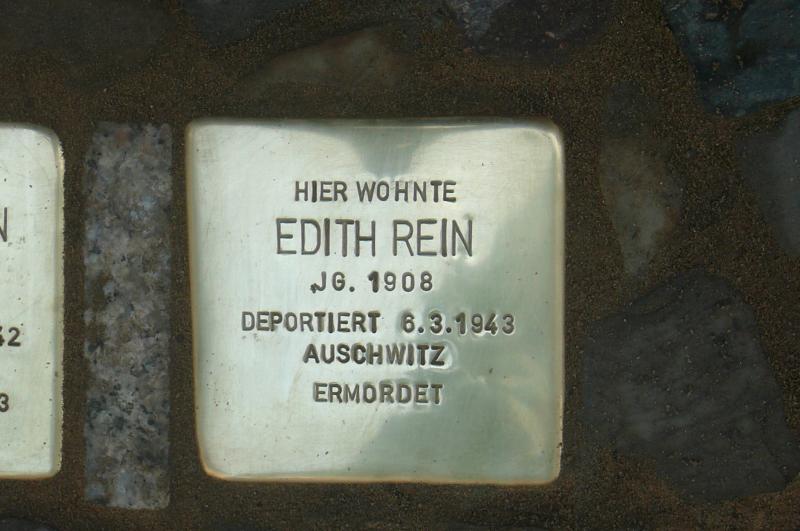 HIER WOHNTE
EDITH REIN
JG. 1908
DEPORTIERT 6.3.1943
AUSCHWITZ
ERMORDET